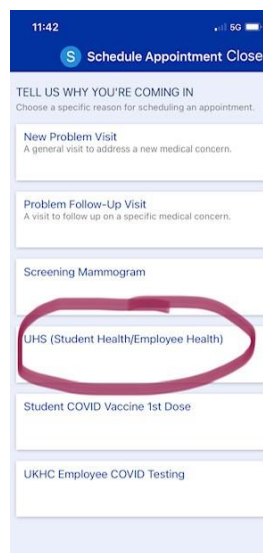 11:42
5G
S Schedule Appointment Close
TELL US WHY YOU'RE COMING IN
Choose a specific reason for scheduling an appointment.
New Problem Visit
A general visit to address a new medical concern.
Problem Follow-Up Visit
A visit to follow up on a specific medical concern.
Screening Mammogram
UHS (Student Health/Employee Health)
Student COVID Vaccine 1st Dose
UKHC Employee COVID Testing